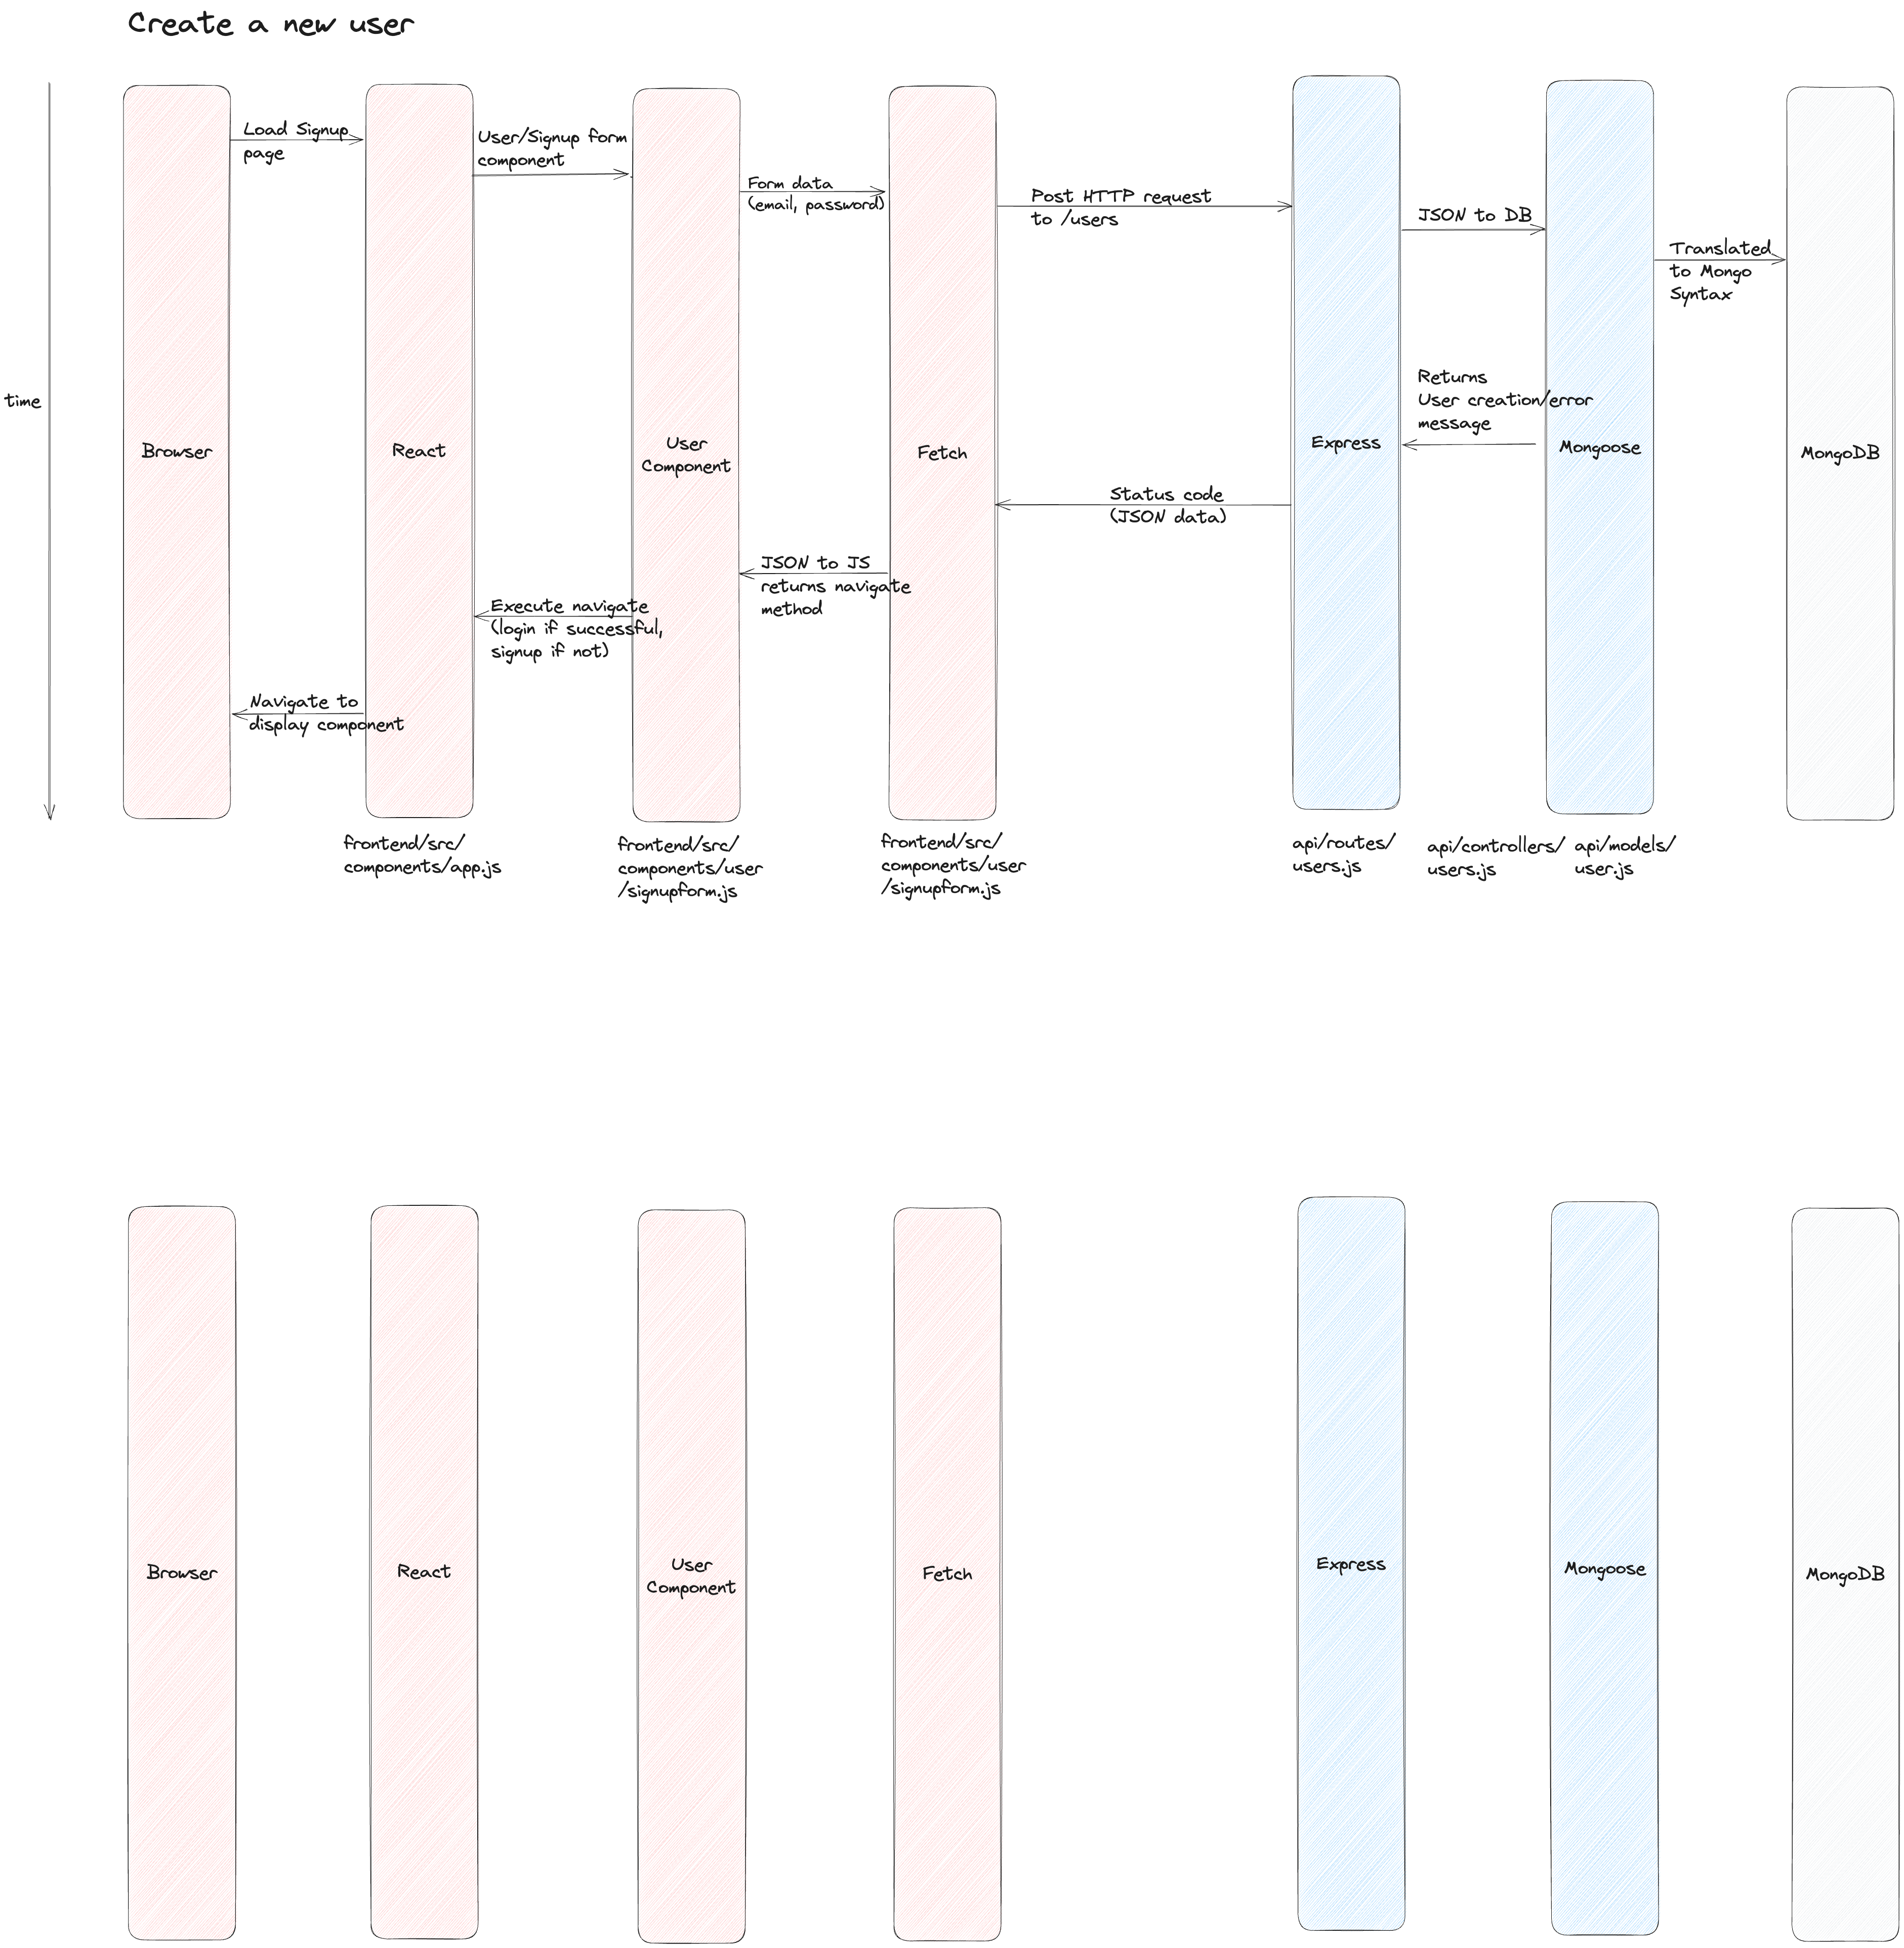 Create a new user
Load Signup
page
User/Signup form
component
Form data
(email, password)
Post HTTP request
to /users
JSON to DB
Translated
to Mongo
Syntax
time
Returns
User creation/error
message
Browser
React
User
Component
Fetch
Express
Mongoose
MongoDB
Status code
(JSON data)
JSON to JS
returns navigate
method
Execute navigate
(login if successful,
signup if not)
Navigate to
display component
frontend/src/
components/app.js
frontend/src/
components/user
/signupform.js
frontend/src/
components/user
/signupform.js
api/routes/
users.js
api/controllers/
users.js
api/models/
user.js
Browser
React
User
Component
Fetch
Express
Mongoose
MongoDB